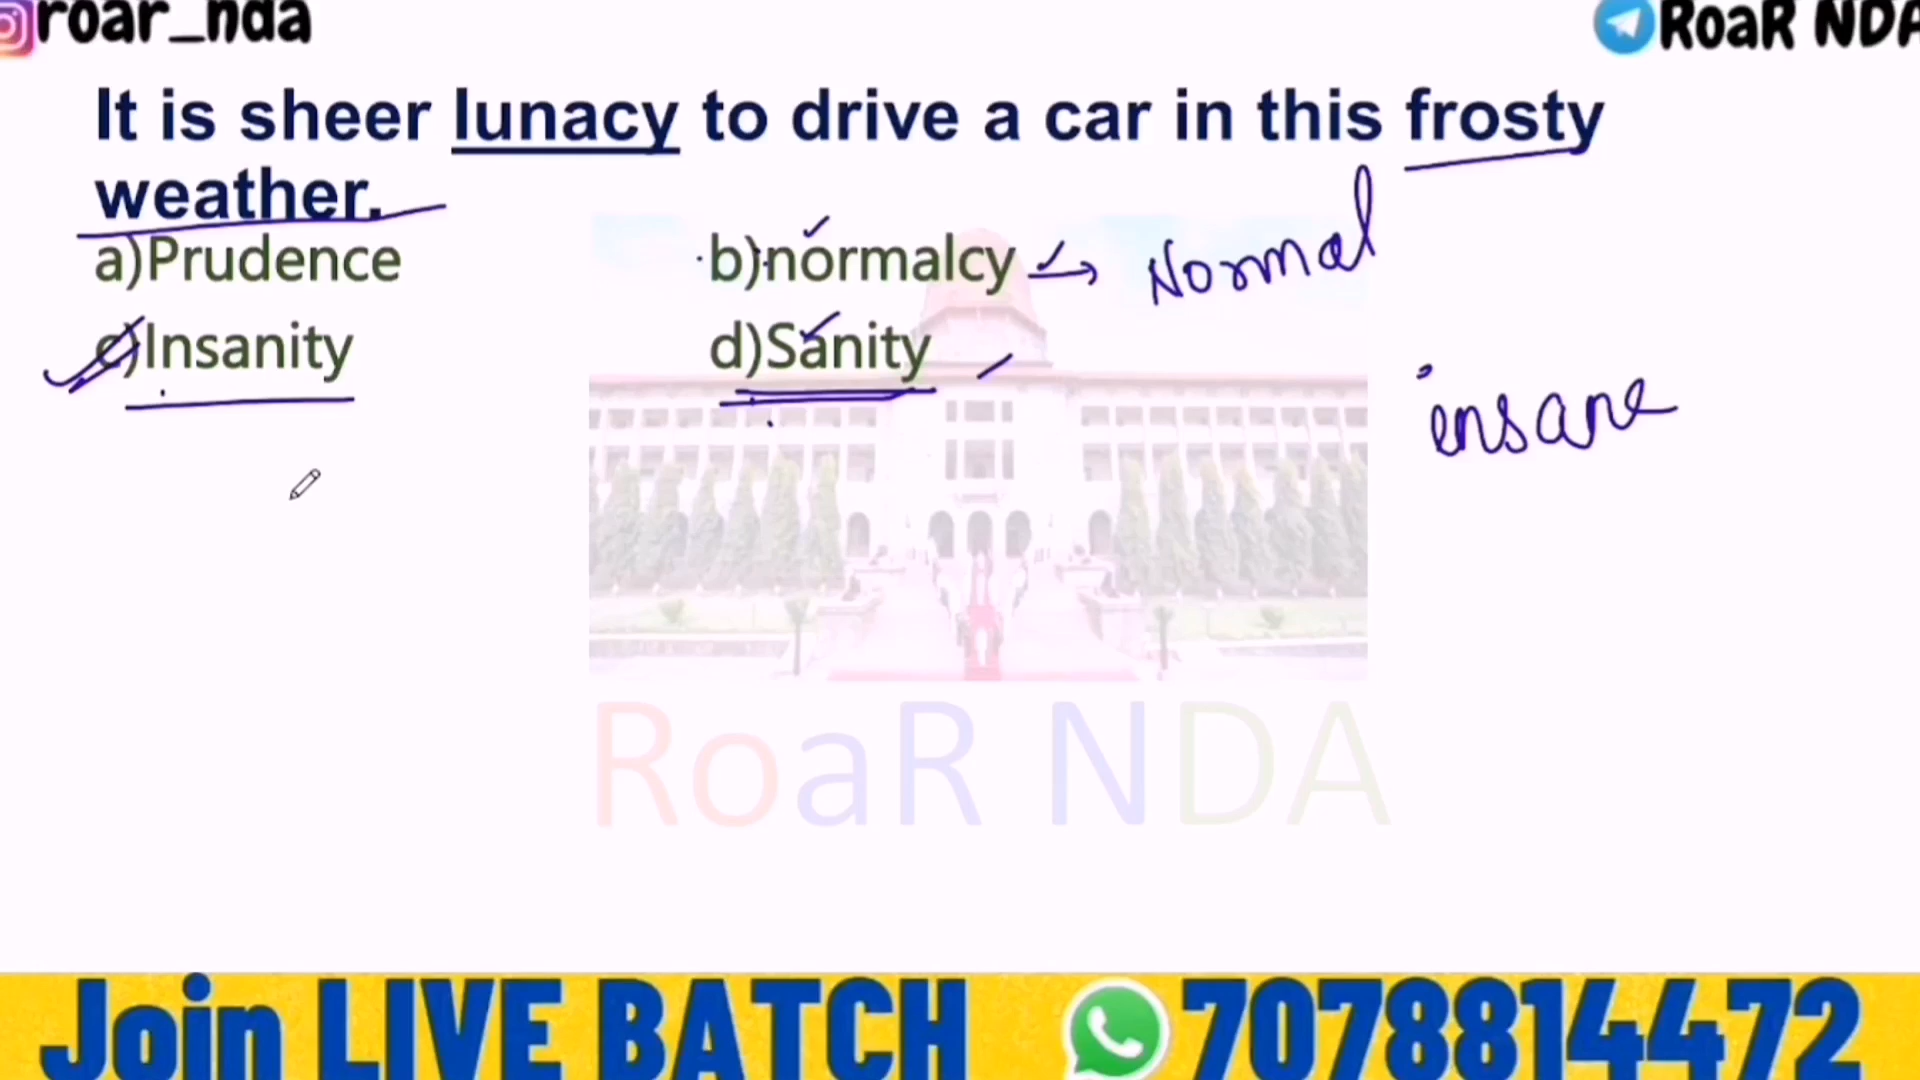 roar_nda
RoaR NDA
It is sheer lunacy to drive a car in this frosty
weather.
a)Prudence
b)normalcy → Normal
c)Insanity
d)Sanity
insane
RoaR NDA
Join LIVE BATCH 7078814472